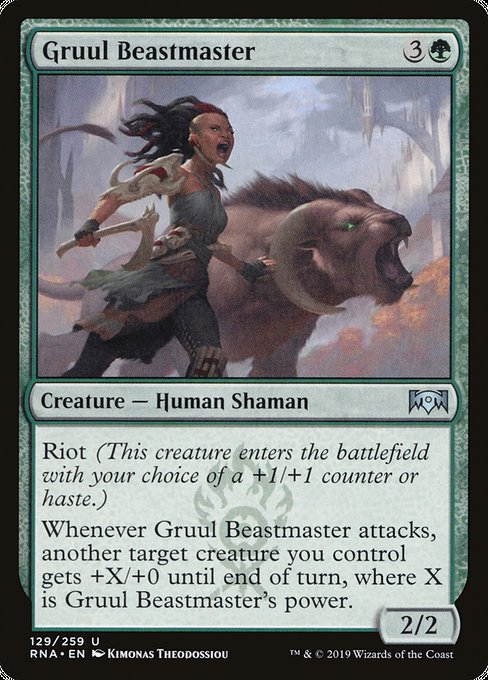 Gruul Beastmaster 3
Creature — Human Shaman
Riot (This creature enters the battlefield
with your choice of a +1/+1 counter or
haste.)
Whenever Gruul Beastmaster attacks,
another target creature you control
gets +X/+0 until end of turn, where X
is Gruul Beastmaster's power.
2/2
129/259 U
RNA • EN Kimonas Theodossiou
™ & © 2019 Wizards of the Coast